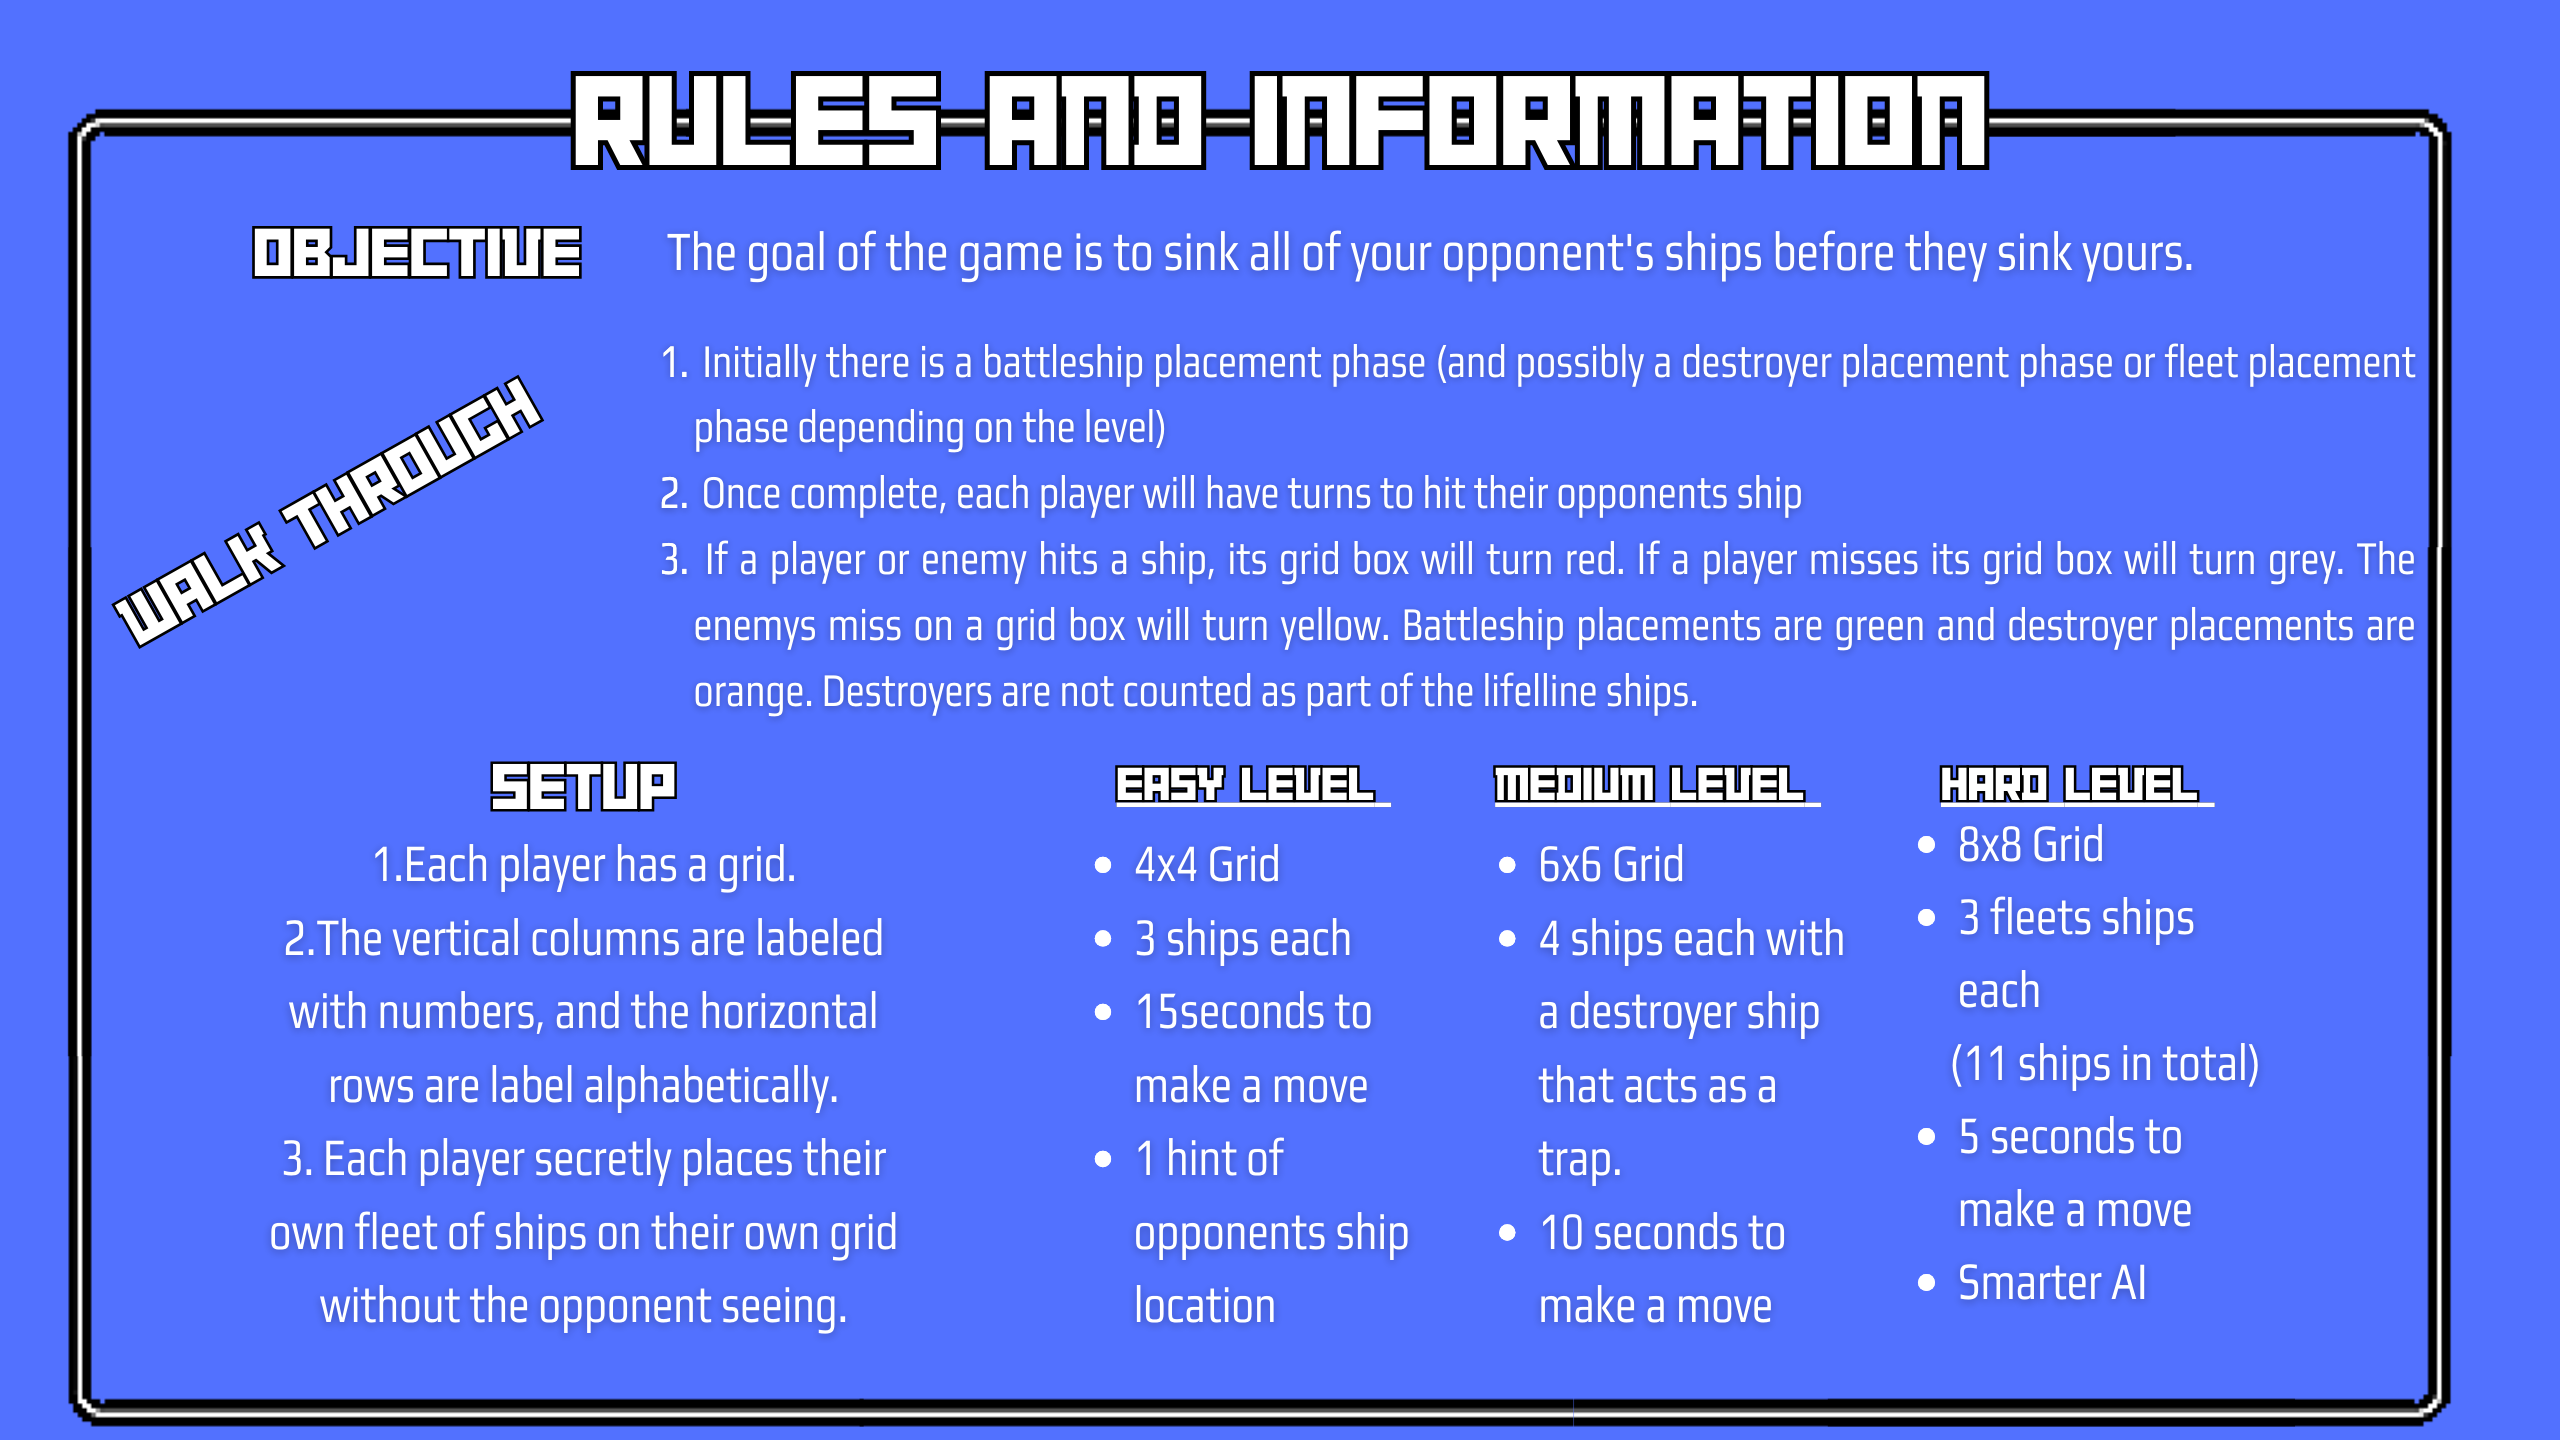 RULES AND INFORMATION
OBJECTIVE
The goal of the game is to sink all of your opponent's ships before they sink yours.
WALK THROUGH
1. Initially there is a battleship placement phase (and possibly a destroyer placement phase or fleet placement
phase depending on the level)
2. Once complete, each player will have turns to hit their opponents ship
3. If a player or enemy hits a ship, its grid box will turn red. If a player misses its grid box will turn grey. The
enemys miss on a grid box will turn yellow. Battleship placements are green and destroyer placements are
orange. Destroyers are not counted as part of the lifelline ships.
SETUP
1.Each player has a grid.
2.The vertical columns are labeled
with numbers, and the horizontal
rows are label alphabetically.
3. Each player secretly places their
own fleet of ships on their own grid
without the opponent seeing.
EASY LEVEL
• 4x4 Grid
• 3 ships each
• 15seconds to
make a move
• 1 hint of
opponents ship
location
MEDIUM LEVEL
• 6x6 Grid
• 4 ships each with
a destroyer ship
that acts as a
trap.
• 10 seconds to
make a move
HARD LEVEL
• 8x8 Grid
• 3 fleets ships
each
(11 ships in total)
• 5 seconds to
make a move
• Smarter AI